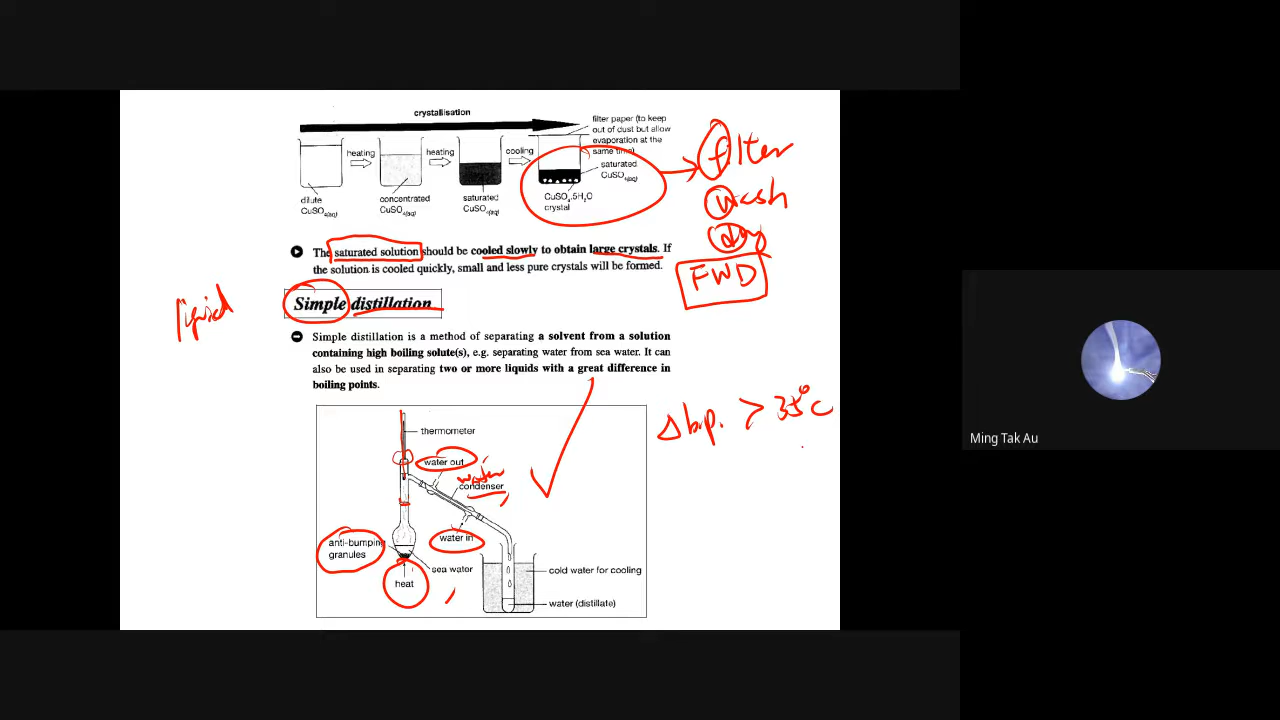 crystallisation
filter paper (to keep
out of dust but allow
evaporation at the
same time)
heating
heating
cooling
saturated
CuSO4(aq)
dilute
CuSO4(aq)
concentrated
CuSO4(aq)
saturated
CuSO4(aq)
CuSO4.5H2O
crystal
filter
wash
dry
FWD
The saturated solution should be cooled slowly to obtain large crystals. If
the solution is cooled quickly, small and less pure crystals will be formed.
liquid
Simple distillation
Simple distillation is a method of separating a solvent from a solution
containing high boiling solute(s), e.g. separating water from sea water. It can
also be used in separating two or more liquids with a great difference in
boiling points.
Δ b.p. > 35°C
thermometer
water out
water
condenser
water in
anti-bumping
granules
sea water
heat
cold water for cooling
water (distillate)
Ming Tak Au